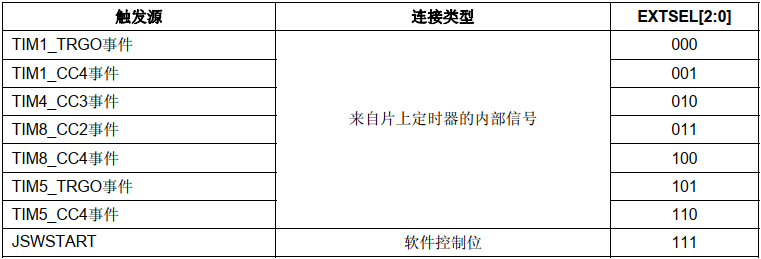 触发源 连接类型 EXTSEL[2:0]
TIM1_TRGO事件 000
TIM1_CC4事件 001
TIM4_CC3事件 010
来自片上定时器的内部信号
TIM8_CC2事件 011
TIM8_CC4事件 100
TIM5_TRGO事件 101
TIM5_CC4事件 110
JSWSTART 软件控制位 111